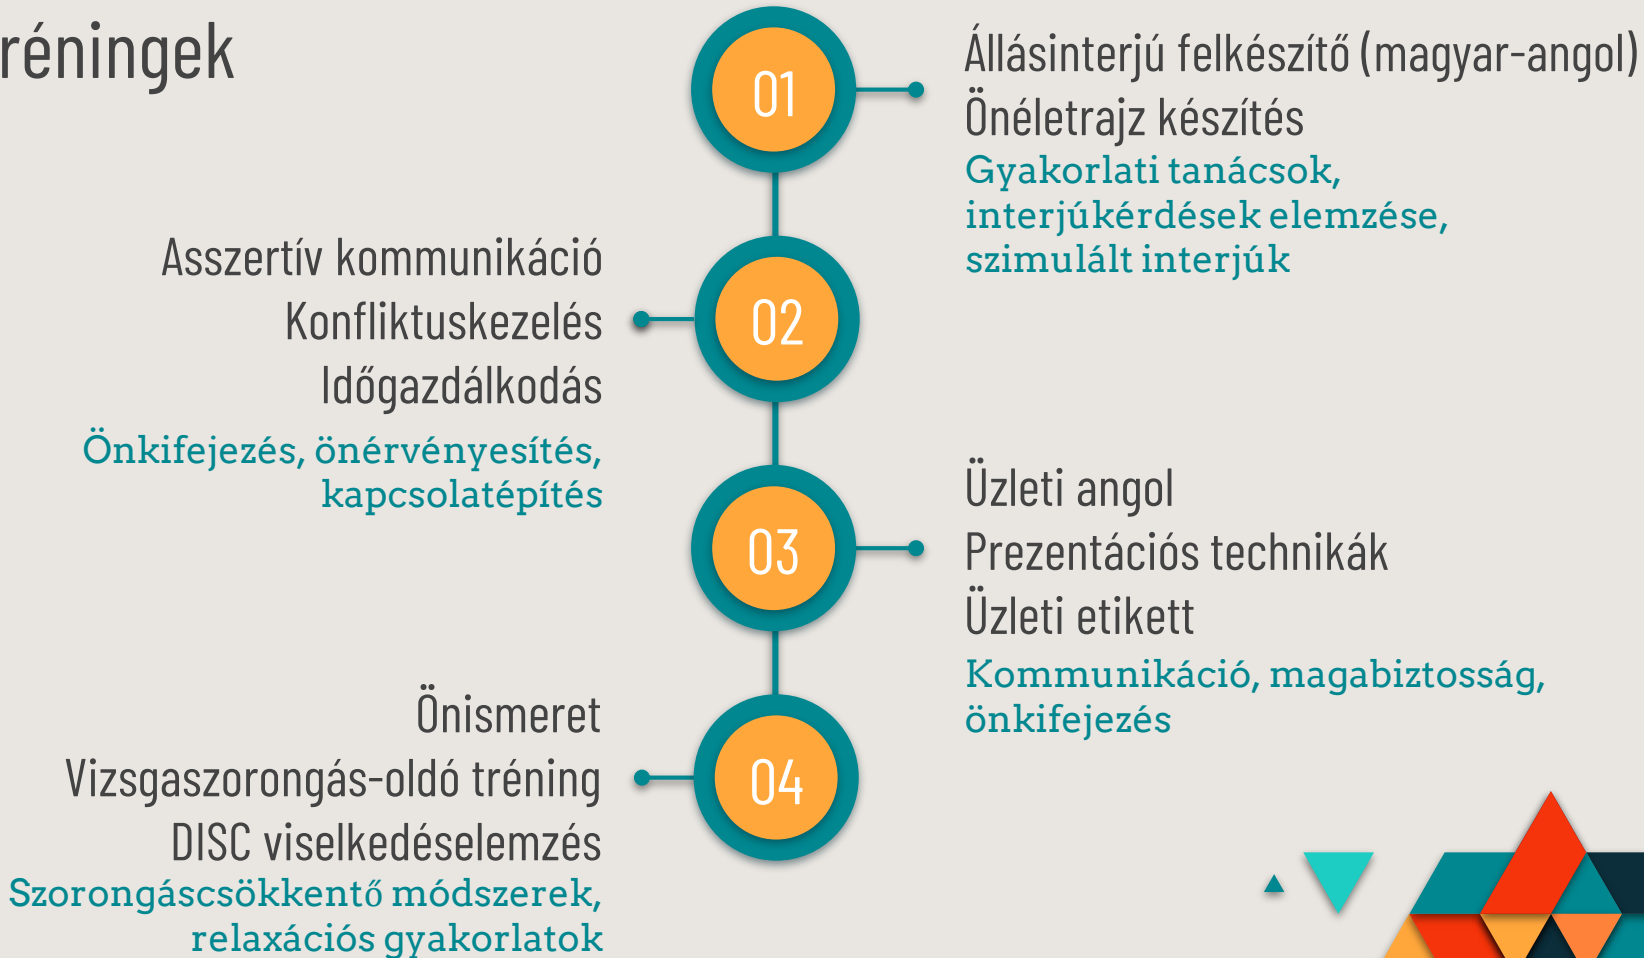 réningek
01
Állásinterjú felkészítő (magyar-angol)
Önéletrajz készítés
Gyakorlati tanácsok,
interjúkérdések elemzése,
szimulált interjúk
02
Asszertív kommunikáció
Konfliktuskezelés
Időgazdálkodás
Önkifejezés, önérvényesítés,
kapcsolatépítés
03
Üzleti angol
Prezentációs technikák
Üzleti etikett
Kommunikáció, magabiztosság,
önkifejezés
04
Önismeret
Vizsgaszorongás-oldó tréning
DISC viselkedéselemzés
Szorongáscsökkentő módszerek,
relaxációs gyakorlatok